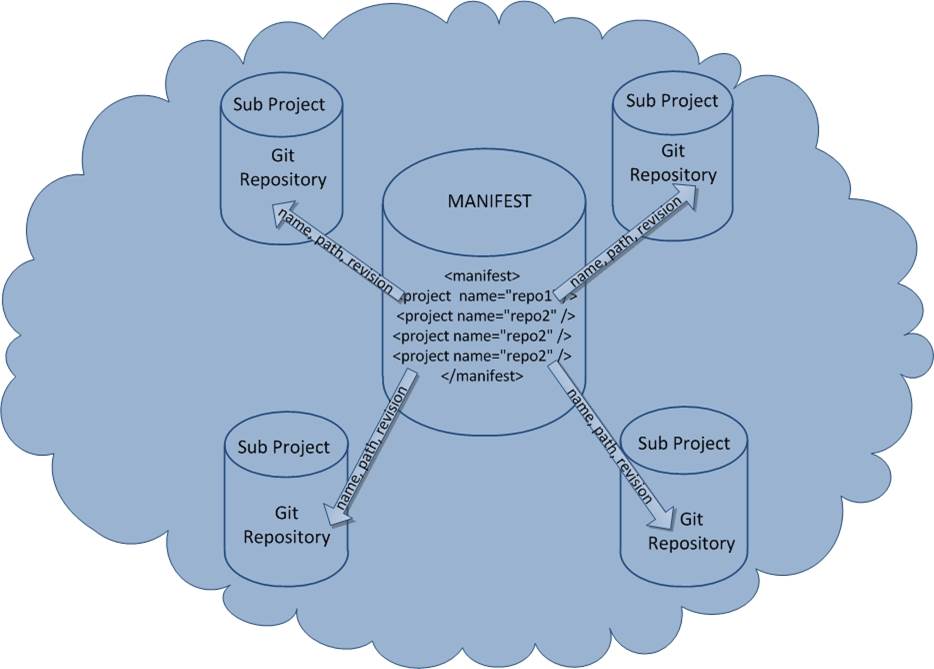 Sub Project
Git
Repository
Sub Project
Git
Repository
MANIFEST
<manifest>
project name="repo1" />
<project name="repo2" />
<project name="repo2" />
<project name="repo2" />
</manifest>
name, path, revision
name, path, revision
name, path, revision
name, path, revision
Sub Project
Git
Repository
Sub Project
Git
Repository